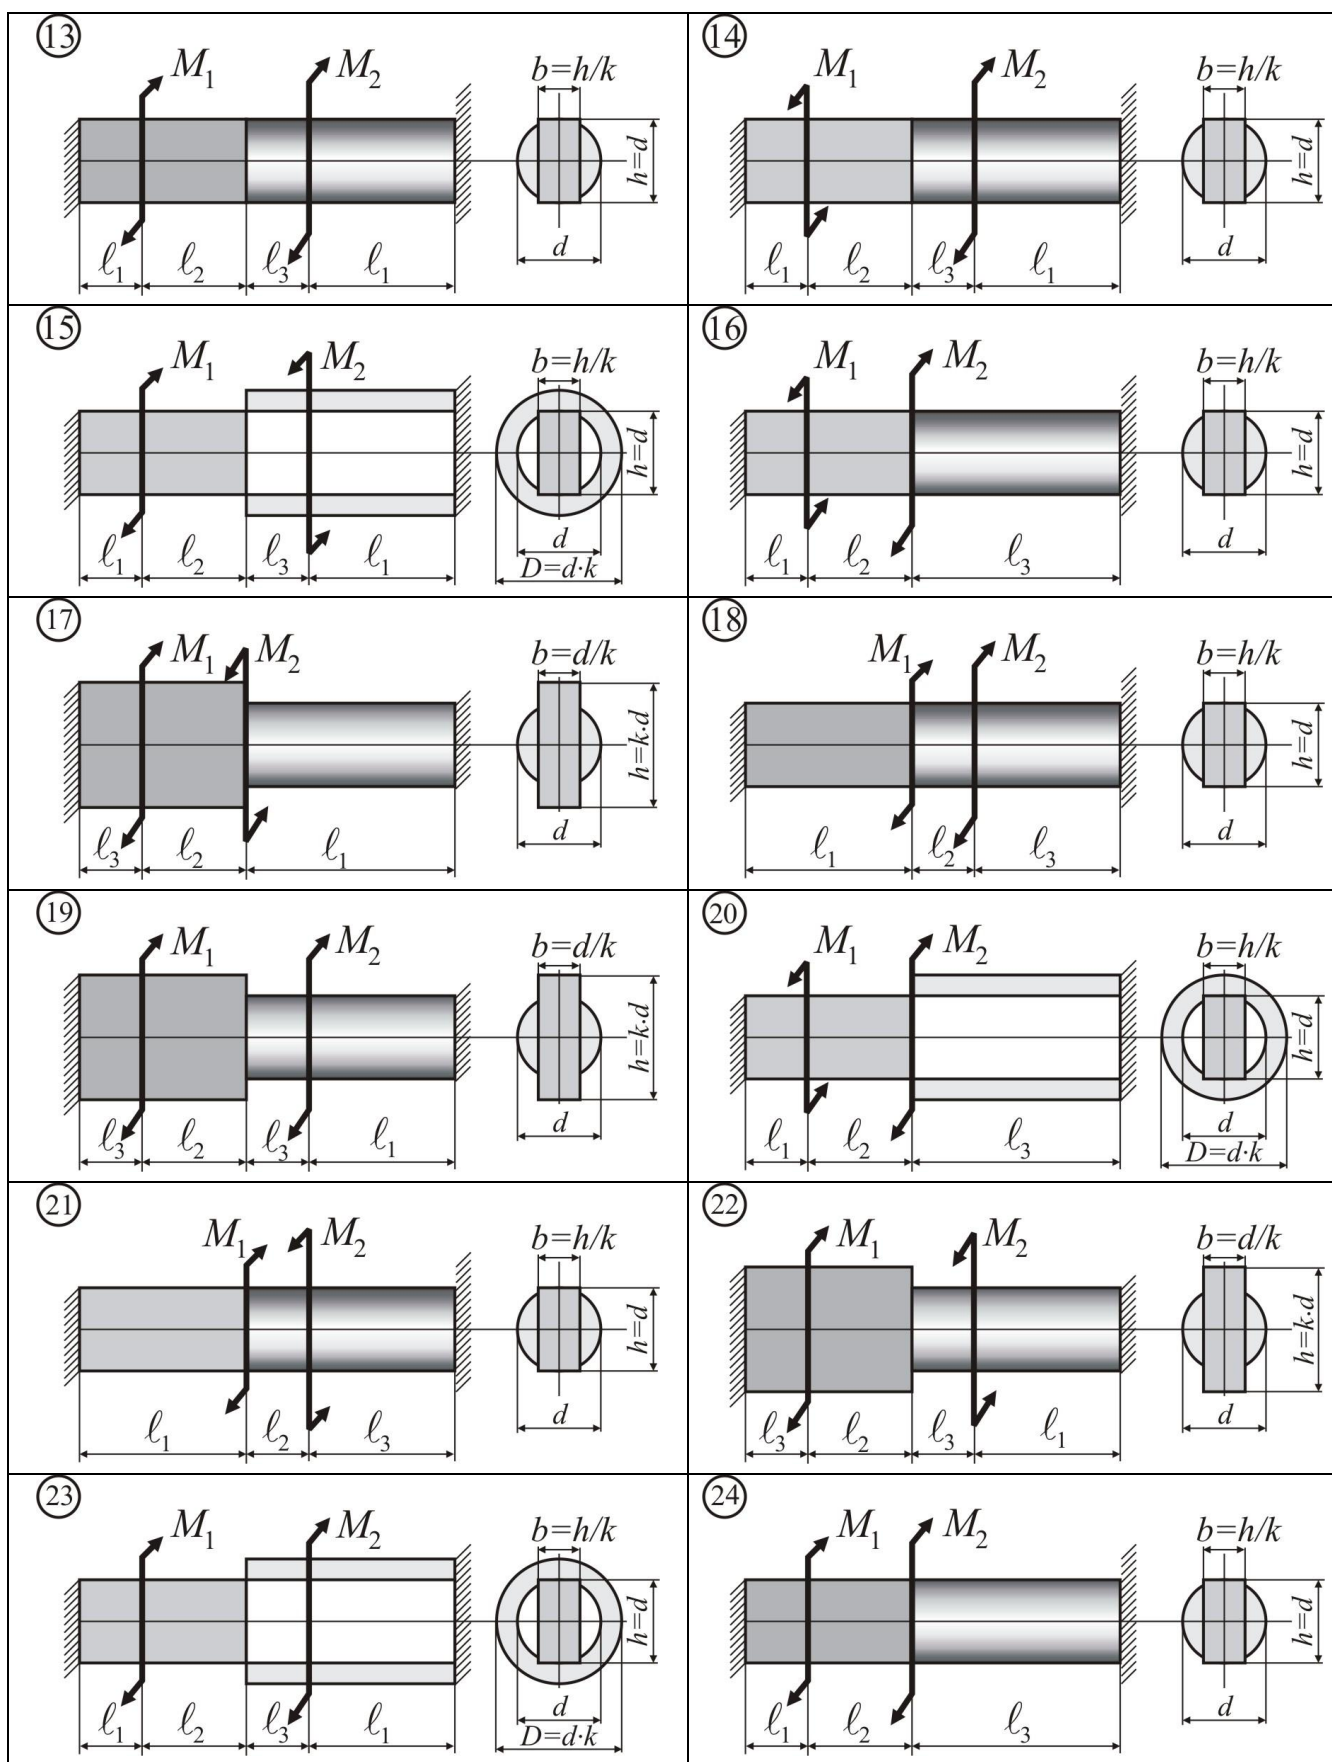 13
M₁ M₂ b=h/k
h=d
d
ℓ₁ ℓ₂ ℓ₃ ℓ₁
14
M₁ M₂ b=h/k
h=d
d
ℓ₁ ℓ₂ ℓ₃ ℓ₁
15
M₁ M₂ b=h/k
h=d
d
ℓ₁ ℓ₂ ℓ₃ ℓ₁ D=d·k
16
M₁ M₂ b=h/k
h=d
d
ℓ₁ ℓ₂ ℓ₃
17
M₁ M₂ b=d/k
h=k.d
d
ℓ₃ ℓ₂ ℓ₁
18
M₁ M₂ b=h/k
h=d
d
ℓ₁ ℓ₂ ℓ₃
19
M₁ M₂ b=d/k
h=k.d
d
ℓ₃ ℓ₂ ℓ₃ ℓ₁
20
M₁ M₂ b=h/k
h=d
d
ℓ₁ ℓ₂ ℓ₃ D=d·k
21
M₁ M₂ b=h/k
h=d
d
ℓ₁ ℓ₂ ℓ₃
22
M₁ M₂ b=d/k
h=k.d
d
ℓ₃ ℓ₂ ℓ₃ ℓ₁
23
M₁ M₂ b=h/k
h=d
d
ℓ₁ ℓ₂ ℓ₃ ℓ₁ D=d·k
24
M₁ M₂ b=h/k
h=d
d
ℓ₁ ℓ₂ ℓ₃